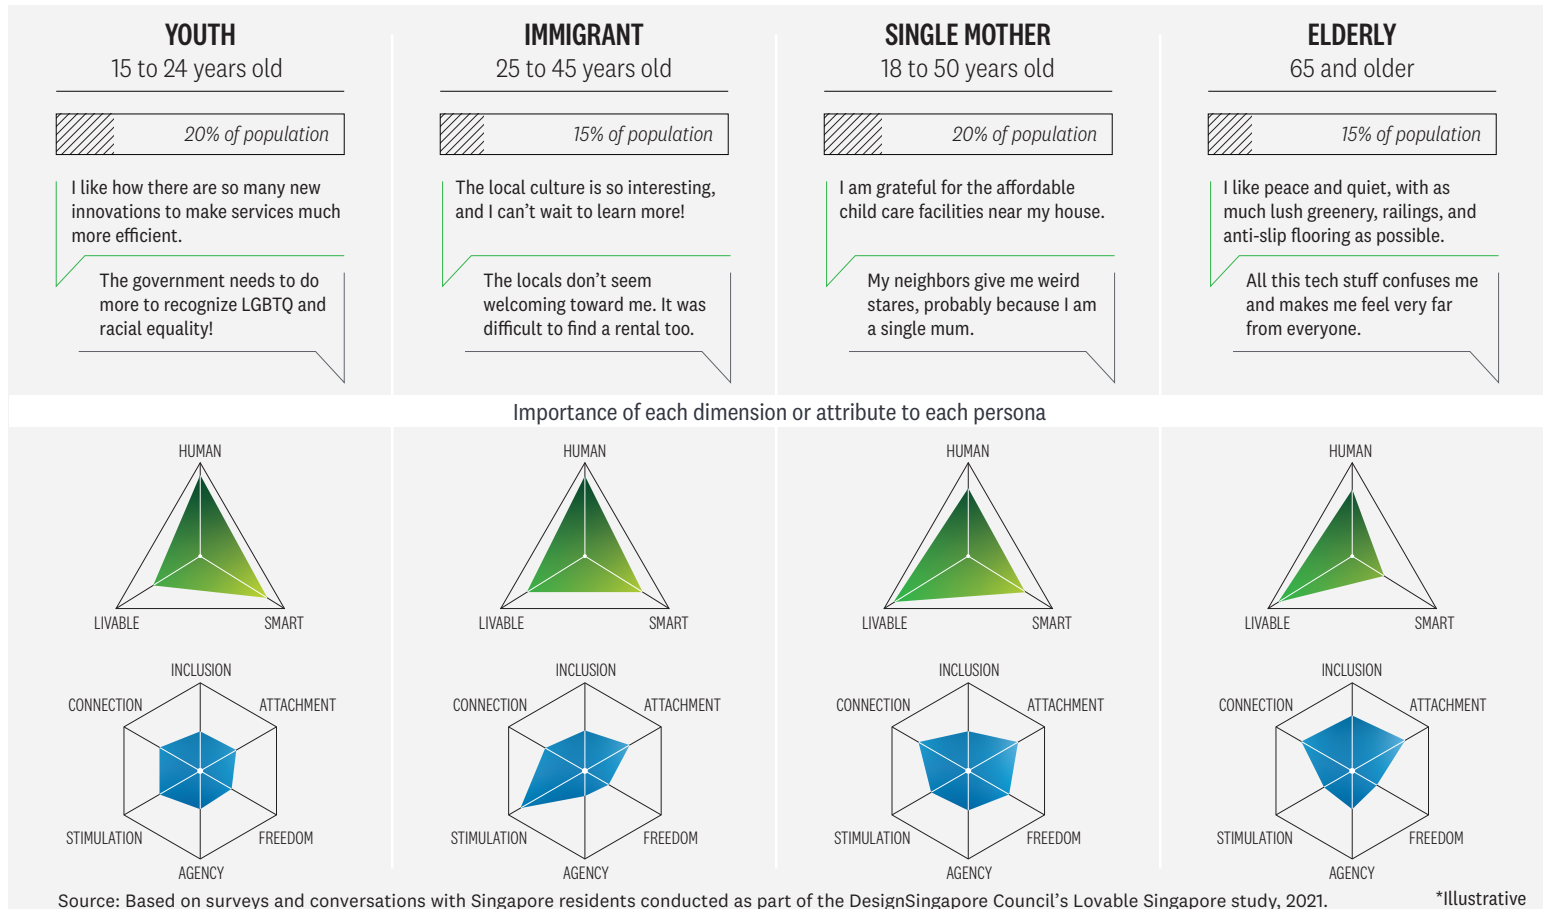 YOUTH
15 to 24 years old
20% of population
I like how there are so many new
innovations to make services much
more efficient.
The government needs to do
more to recognize LGBTQ and
racial equality!
IMMIGRANT
25 to 45 years old
15% of population
The local culture is so interesting,
and I can’t wait to learn more!
The locals don’t seem
welcoming toward me. It was
difficult to find a rental too.
SINGLE MOTHER
18 to 50 years old
20% of population
I am grateful for the affordable
child care facilities near my house.
My neighbors give me weird
stares, probably because I am
a single mum.
ELDERLY
65 and older
15% of population
I like peace and quiet, with as
much lush greenery, railings, and
anti-slip flooring as possible.
All this tech stuff confuses me
and makes me feel very far
from everyone.
Importance of each dimension or attribute to each persona
HUMAN
LIVABLE
SMART
INCLUSION
CONNECTION
ATTACHMENT
STIMULATION
FREEDOM
AGENCY
HUMAN
LIVABLE
SMART
INCLUSION
CONNECTION
ATTACHMENT
STIMULATION
FREEDOM
AGENCY
HUMAN
LIVABLE
SMART
INCLUSION
CONNECTION
ATTACHMENT
STIMULATION
FREEDOM
AGENCY
HUMAN
LIVABLE
SMART
INCLUSION
CONNECTION
ATTACHMENT
STIMULATION
FREEDOM
AGENCY
Source: Based on surveys and conversations with Singapore residents conducted as part of the DesignSingapore Council’s Lovable Singapore study, 2021.
*Illustrative